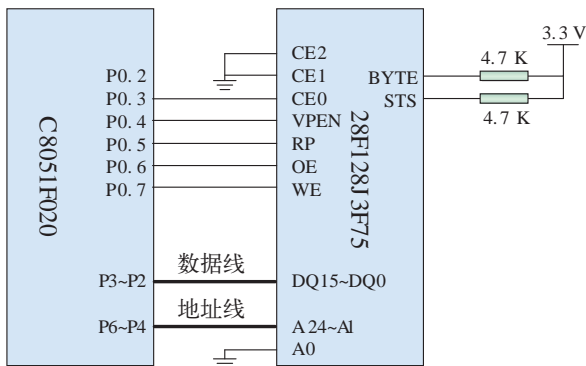 C8051F020
P0.2
P0.3
P0.4
P0.5
P0.6
P0.7
P3~P2
P6~P4
数据线
地址线
28F128J3F75
CE2
CE1
CE0
VPEN
RP
OE
WE
DQ15~DQ0
A24~A1
A0
BYTE
STS
4.7 K
4.7 K
3.3 V